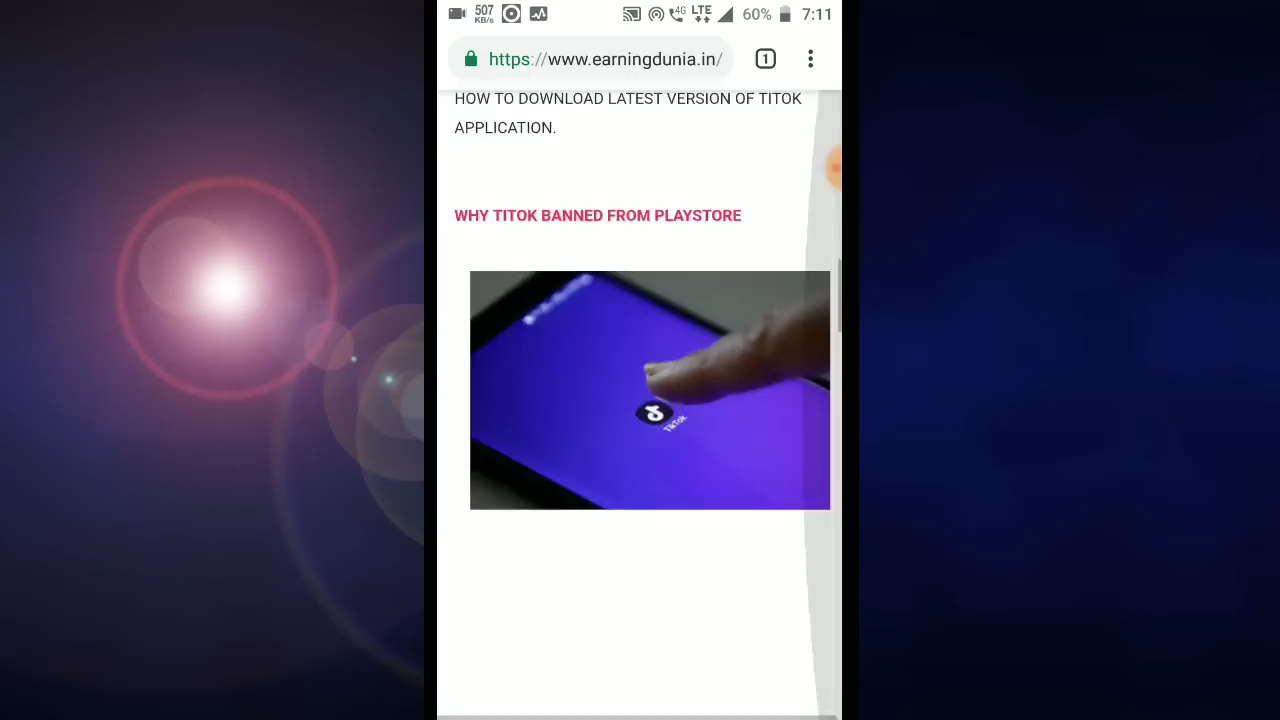 507
KB/s
4G
LTE
60%
7:11
https://www.earningdunia.in/
1
HOW TO DOWNLOAD LATEST VERSION OF TITOK
APPLICATION.
WHY TITOK BANNED FROM PLAYSTORE
TikTok